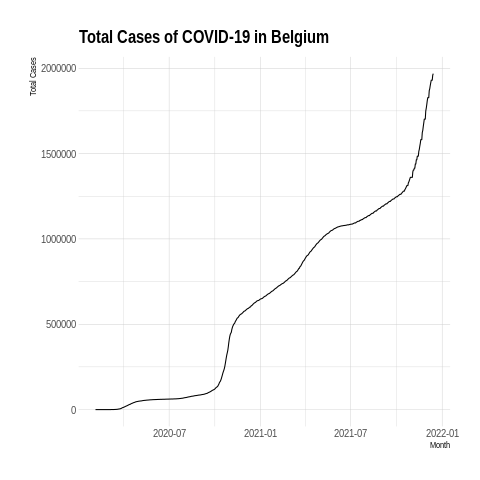 Total Cases of COVID-19 in Belgium
Total Cases
2000000
1500000
1000000
500000
0
2020-07 2021-01 2021-07 2022-01
Month